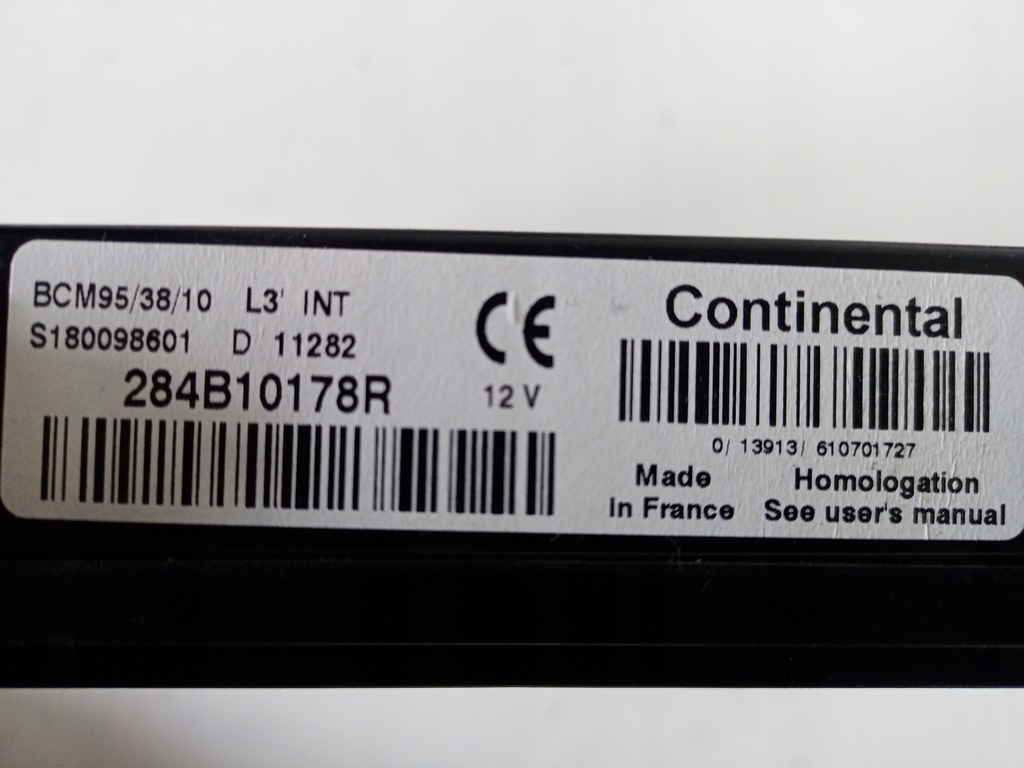 BCM95/38/10 L3' INT
S180098601 D 11282
284B10178R
CE
12 V
Continental
0/ 13913/ 610701727
Made
In France
Homologation
See user's manual